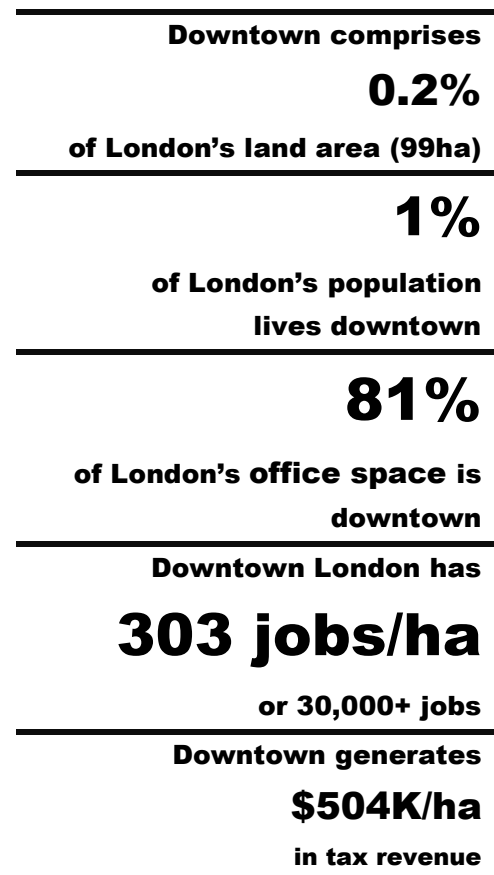 Downtown comprises
0.2%
of London’s land area (99ha)
1%
of London’s population
lives downtown
81%
of London’s office space is
downtown
Downtown London has
303 jobs/ha
or 30,000+ jobs
Downtown generates
$504K/ha
in tax revenue